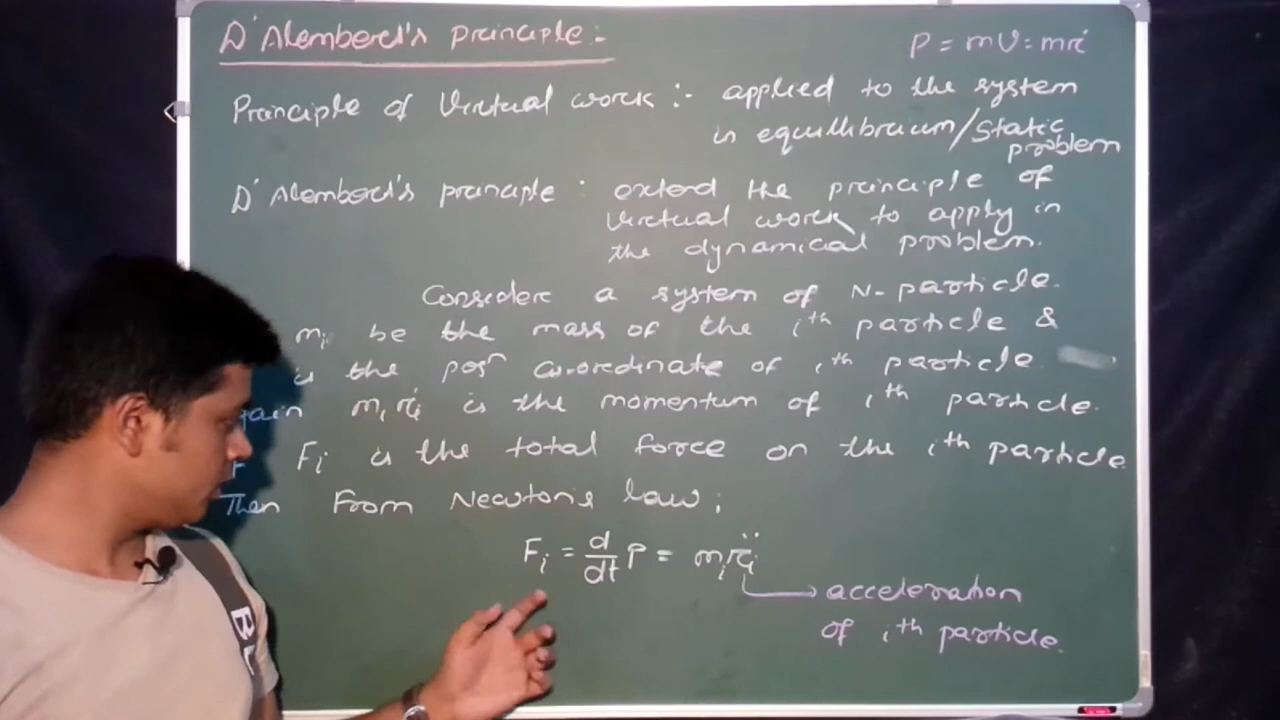 D'Alembert's principle :-
P = mv = mṙ
Principle of Virtual work :- applied to the system
in equillibrium/static
problem
D'Alembert's principle : extend the principle of
virtual work to apply in
the dynamical problem.
Consider a system of N-particle.
mᵢ be the mass of the iᵗʰ particle &
is the posⁿ co-ordinate of iᵗʰ particle
gain mᵢṙᵢ is the momentum of iᵗʰ particle.
Fᵢ is the total force on the iᵗʰ particle
Then From Newton's law ;
Fᵢ = d/dt P = mᵢr̈ᵢ
acceleration
of iᵗʰ particle.